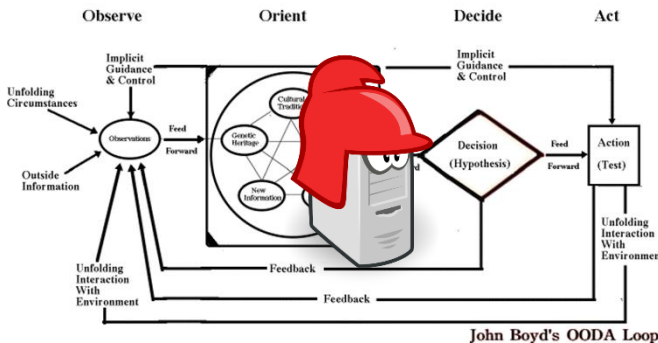 Observe
Orient
Decide
Act
Implicit
Guidance
& Control
Implicit
Guidance
& Control
Unfolding
Circumstances
Observations
Feed
Forward
Cultural
Genetic
Heritage
New
Information
Decision
(Hypothesis)
Feed
Forward
Action
(Test)
Outside
Information
Unfolding
Interaction
With
Environment
Feedback
Feedback
Unfolding
Interaction
With
Environment
John Boyd's OODA Loop